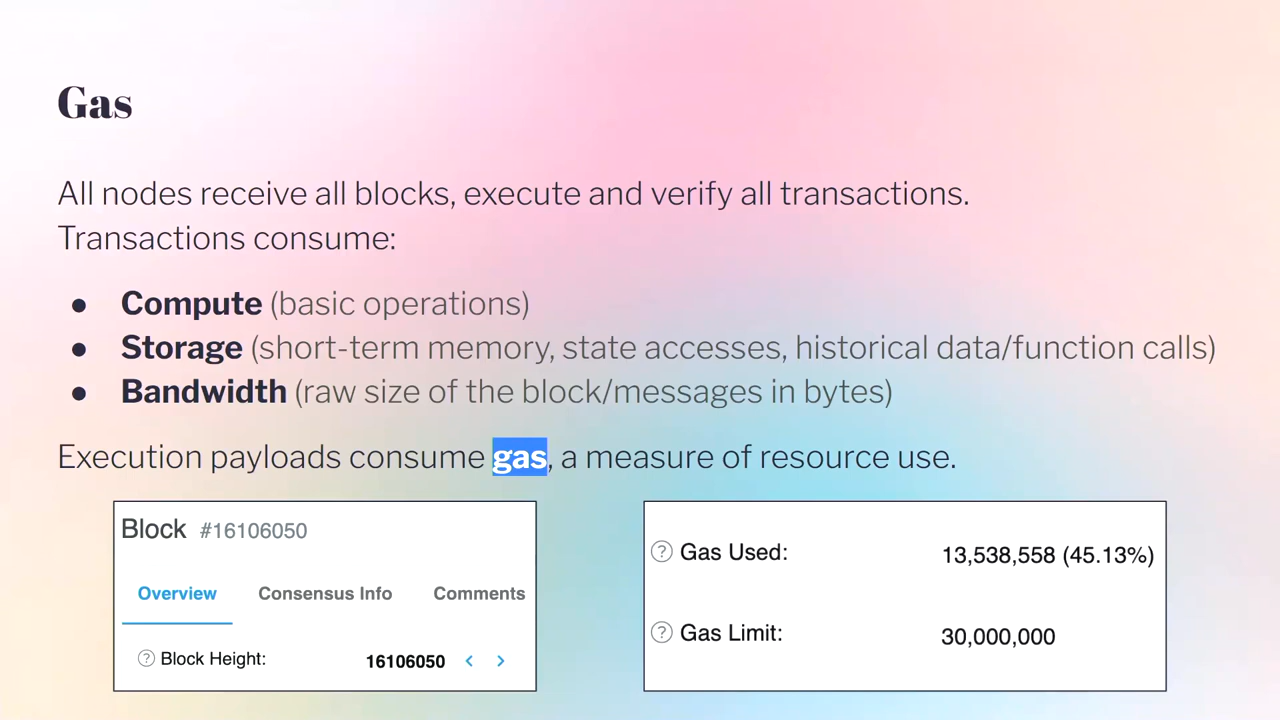 Gas
All nodes receive all blocks, execute and verify all transactions.
Transactions consume:
● Compute (basic operations)
● Storage (short-term memory, state accesses, historical data/function calls)
● Bandwidth (raw size of the block/messages in bytes)
Execution payloads consume gas, a measure of resource use.
Block #16106050
Overview Consensus Info Comments
? Block Height: 16106050 < >
? Gas Used: 13,538,558 (45.13%)
? Gas Limit: 30,000,000